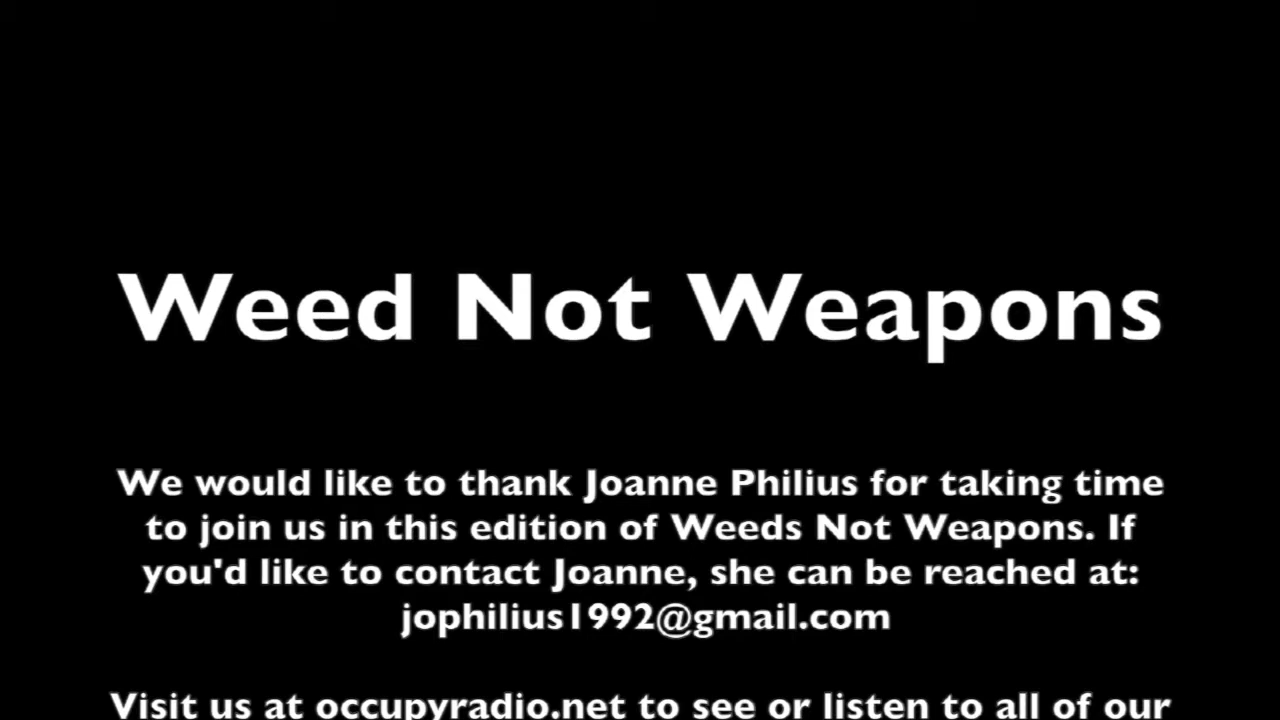 Weed Not Weapons
We would like to thank Joanne Philius for taking time
to join us in this edition of Weeds Not Weapons. If
you'd like to contact Joanne, she can be reached at:
jophilius1992@gmail.com
Visit us at occupyradio.net to see or listen to all of our